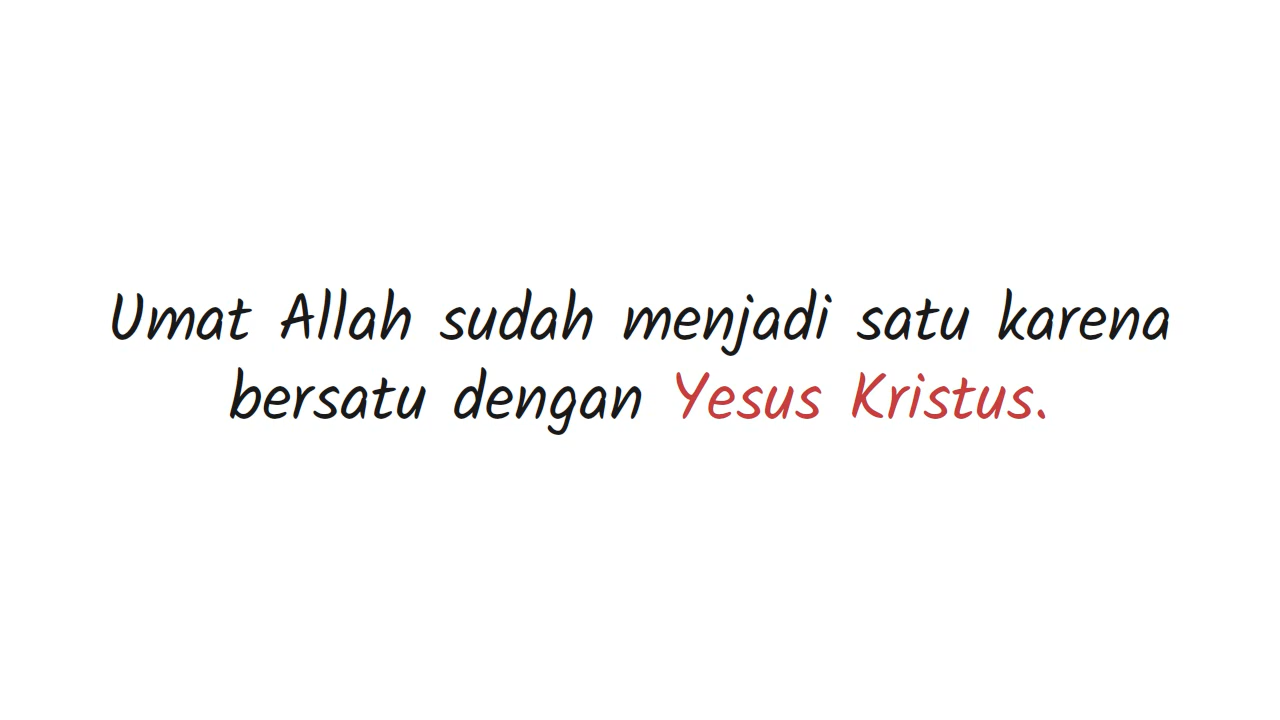 Umat Allah sudah menjadi satu karena
bersatu dengan Yesus Kristus.